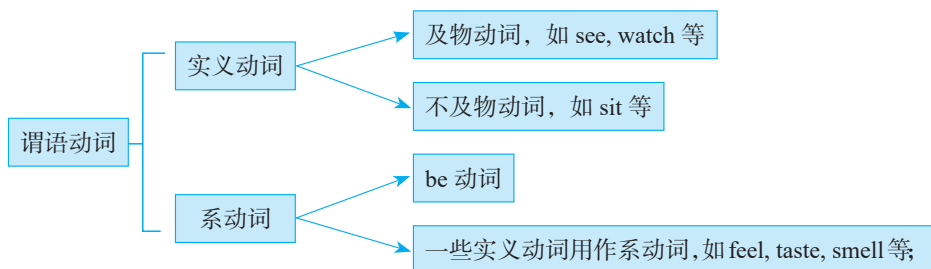 及物动词，如 see, watch 等
实义动词
不及物动词，如 sit 等
谓语动词
be 动词
系动词
一些实义动词用作系动词，如 feel, taste, smell 等;